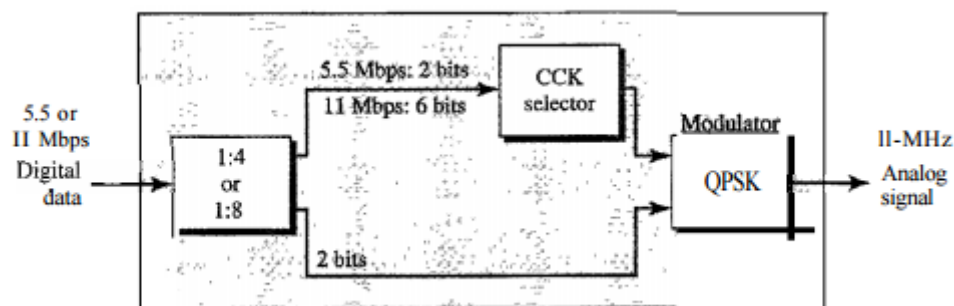 5.5 or
II Mbps
Digital
data
1:4
or
1:8
5.5 Mbps: 2 bits
11 Mbps: 6 bits
CCK
selector
2 bits
Modulator
QPSK
ll-MHz
Analog
signal